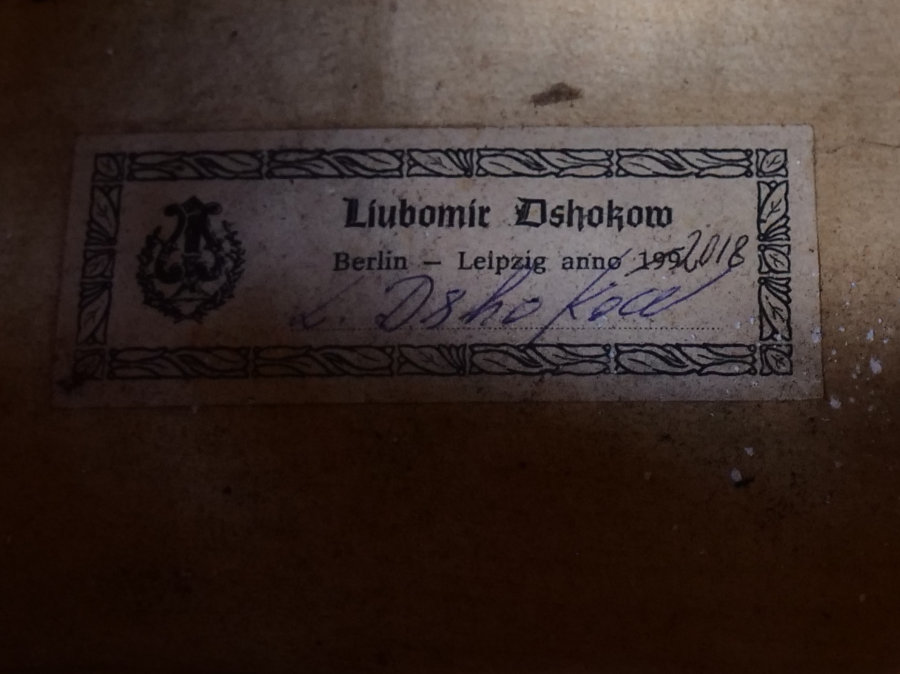 Liubomir Dshokow
Berlin – Leipzig anno 199 2018
L. Dshokow